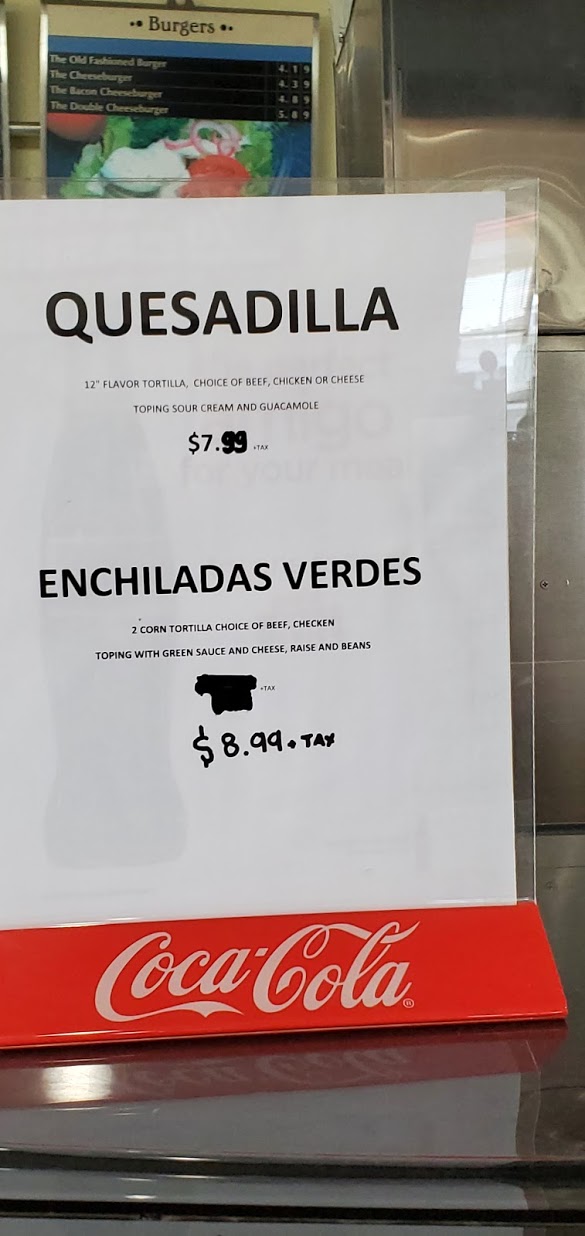 •• Burgers ••
The Old Fashioned Burger 4.19
The Cheeseburger 4.39
The Bacon Cheeseburger 4.89
The Double Cheeseburger 5.89
QUESADILLA
12" FLAVOR TORTILLA, CHOICE OF BEEF, CHICKEN OR CHEESE
TOPING SOUR CREAM AND GUACAMOLE
$7.99 +TAX
ENCHILADAS VERDES
2 CORN TORTILLA CHOICE OF BEEF, CHECKEN
TOPING WITH GREEN SAUCE AND CHEESE, RAISE AND BEANS
+TAX
$8.99+TAX
Coca-Cola®